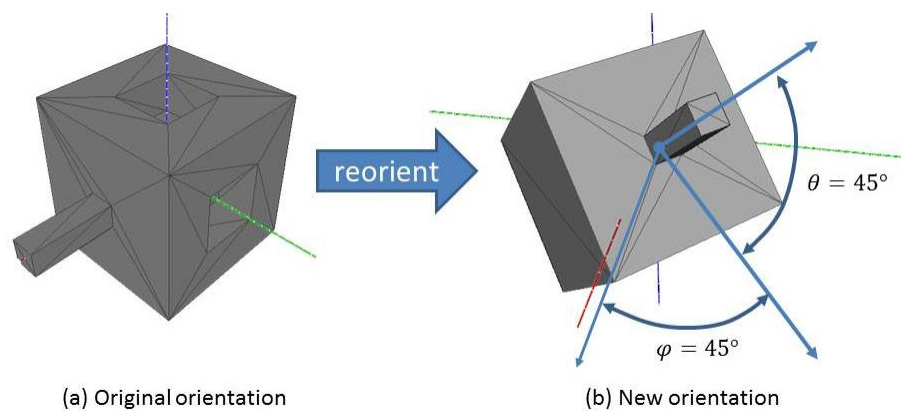 reorient
θ = 45°
φ = 45°
(a) Original orientation
(b) New orientation